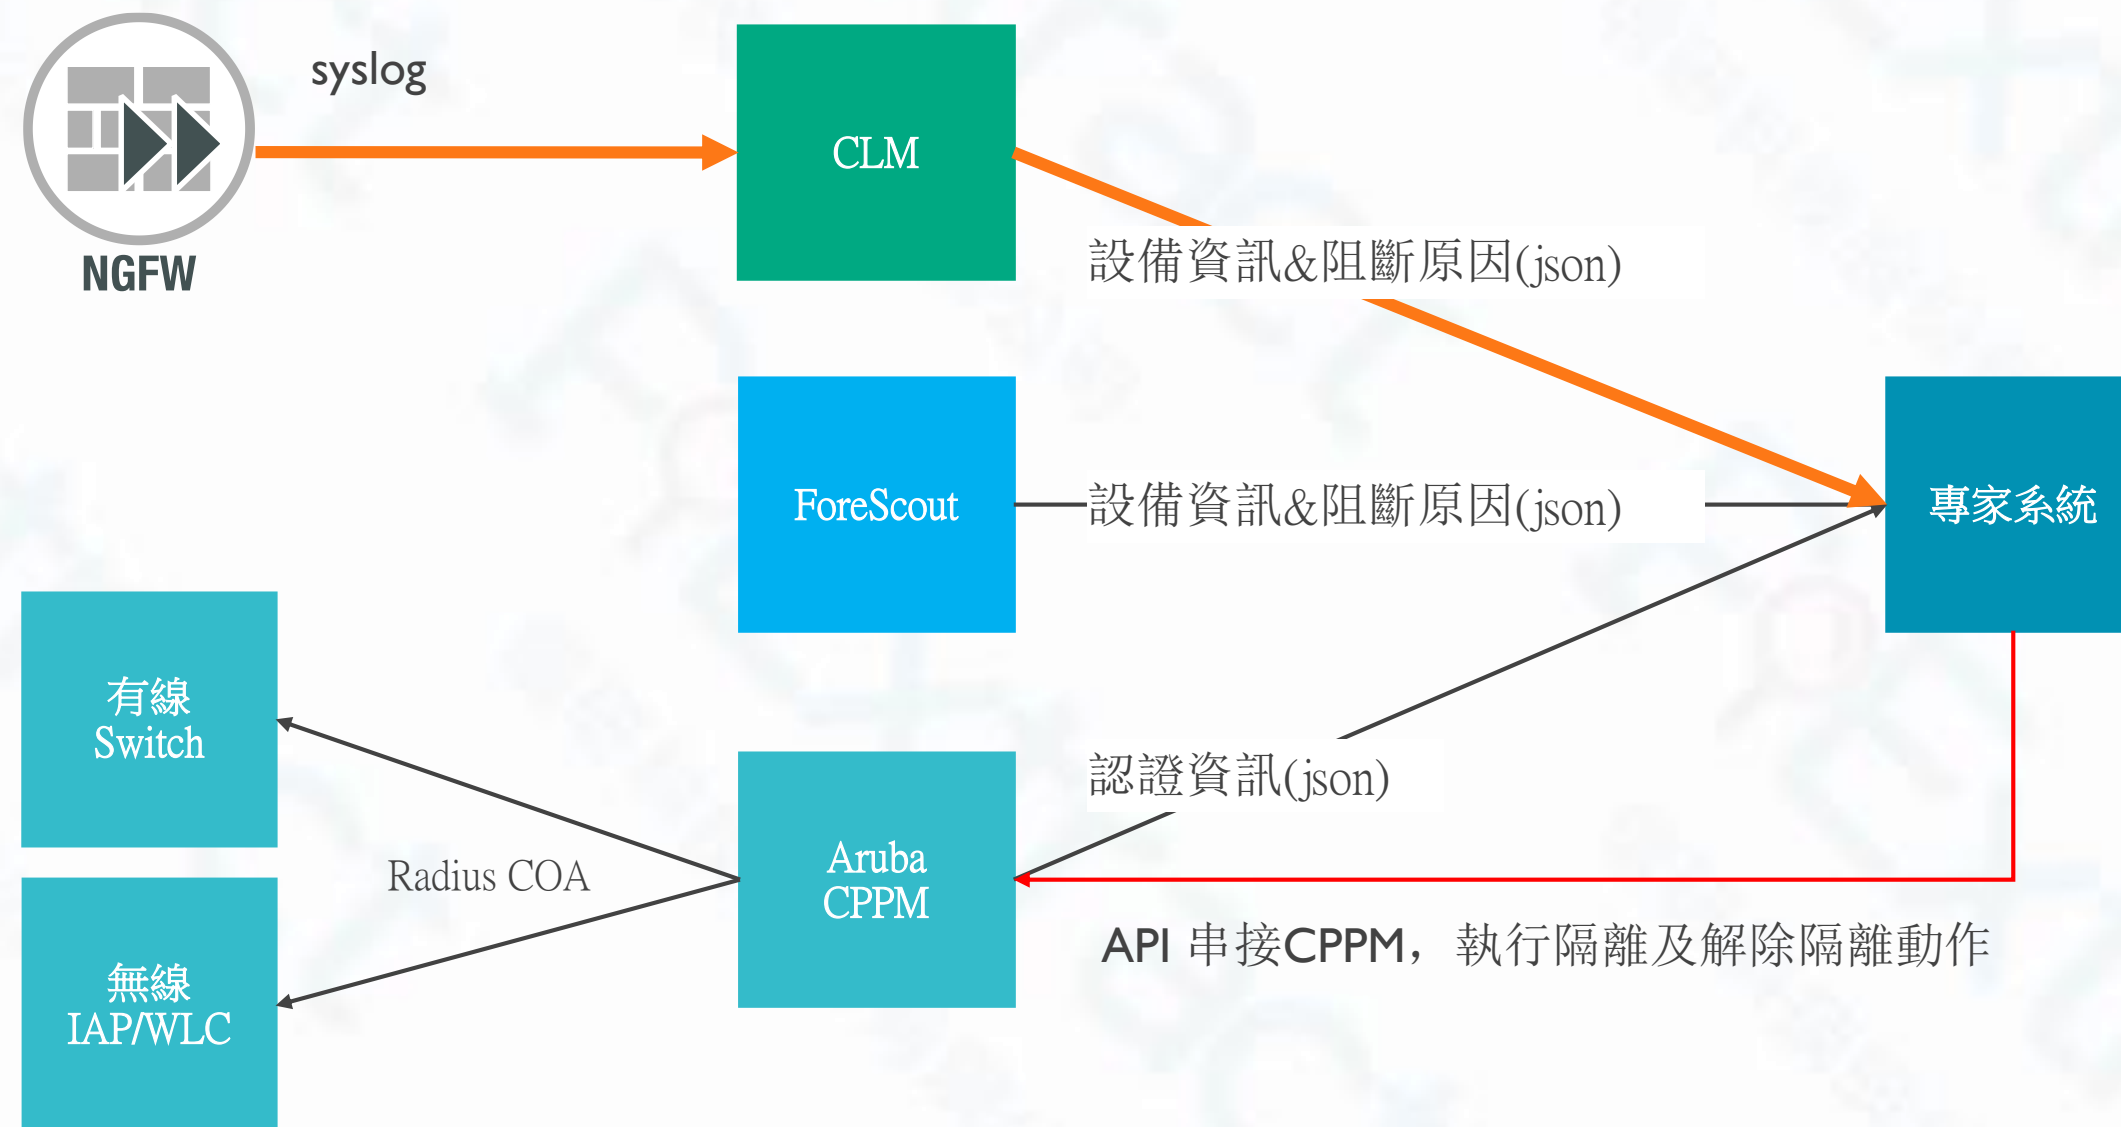 syslog
NGFW
CLM
設備資訊&阻斷原因(json)
ForeScout
設備資訊&阻斷原因(json)
專家系統
有線
Switch
認證資訊(json)
Radius COA
Aruba
CPPM
API 串接CPPM，執行隔離及解除隔離動作
無線
IAP/WLC